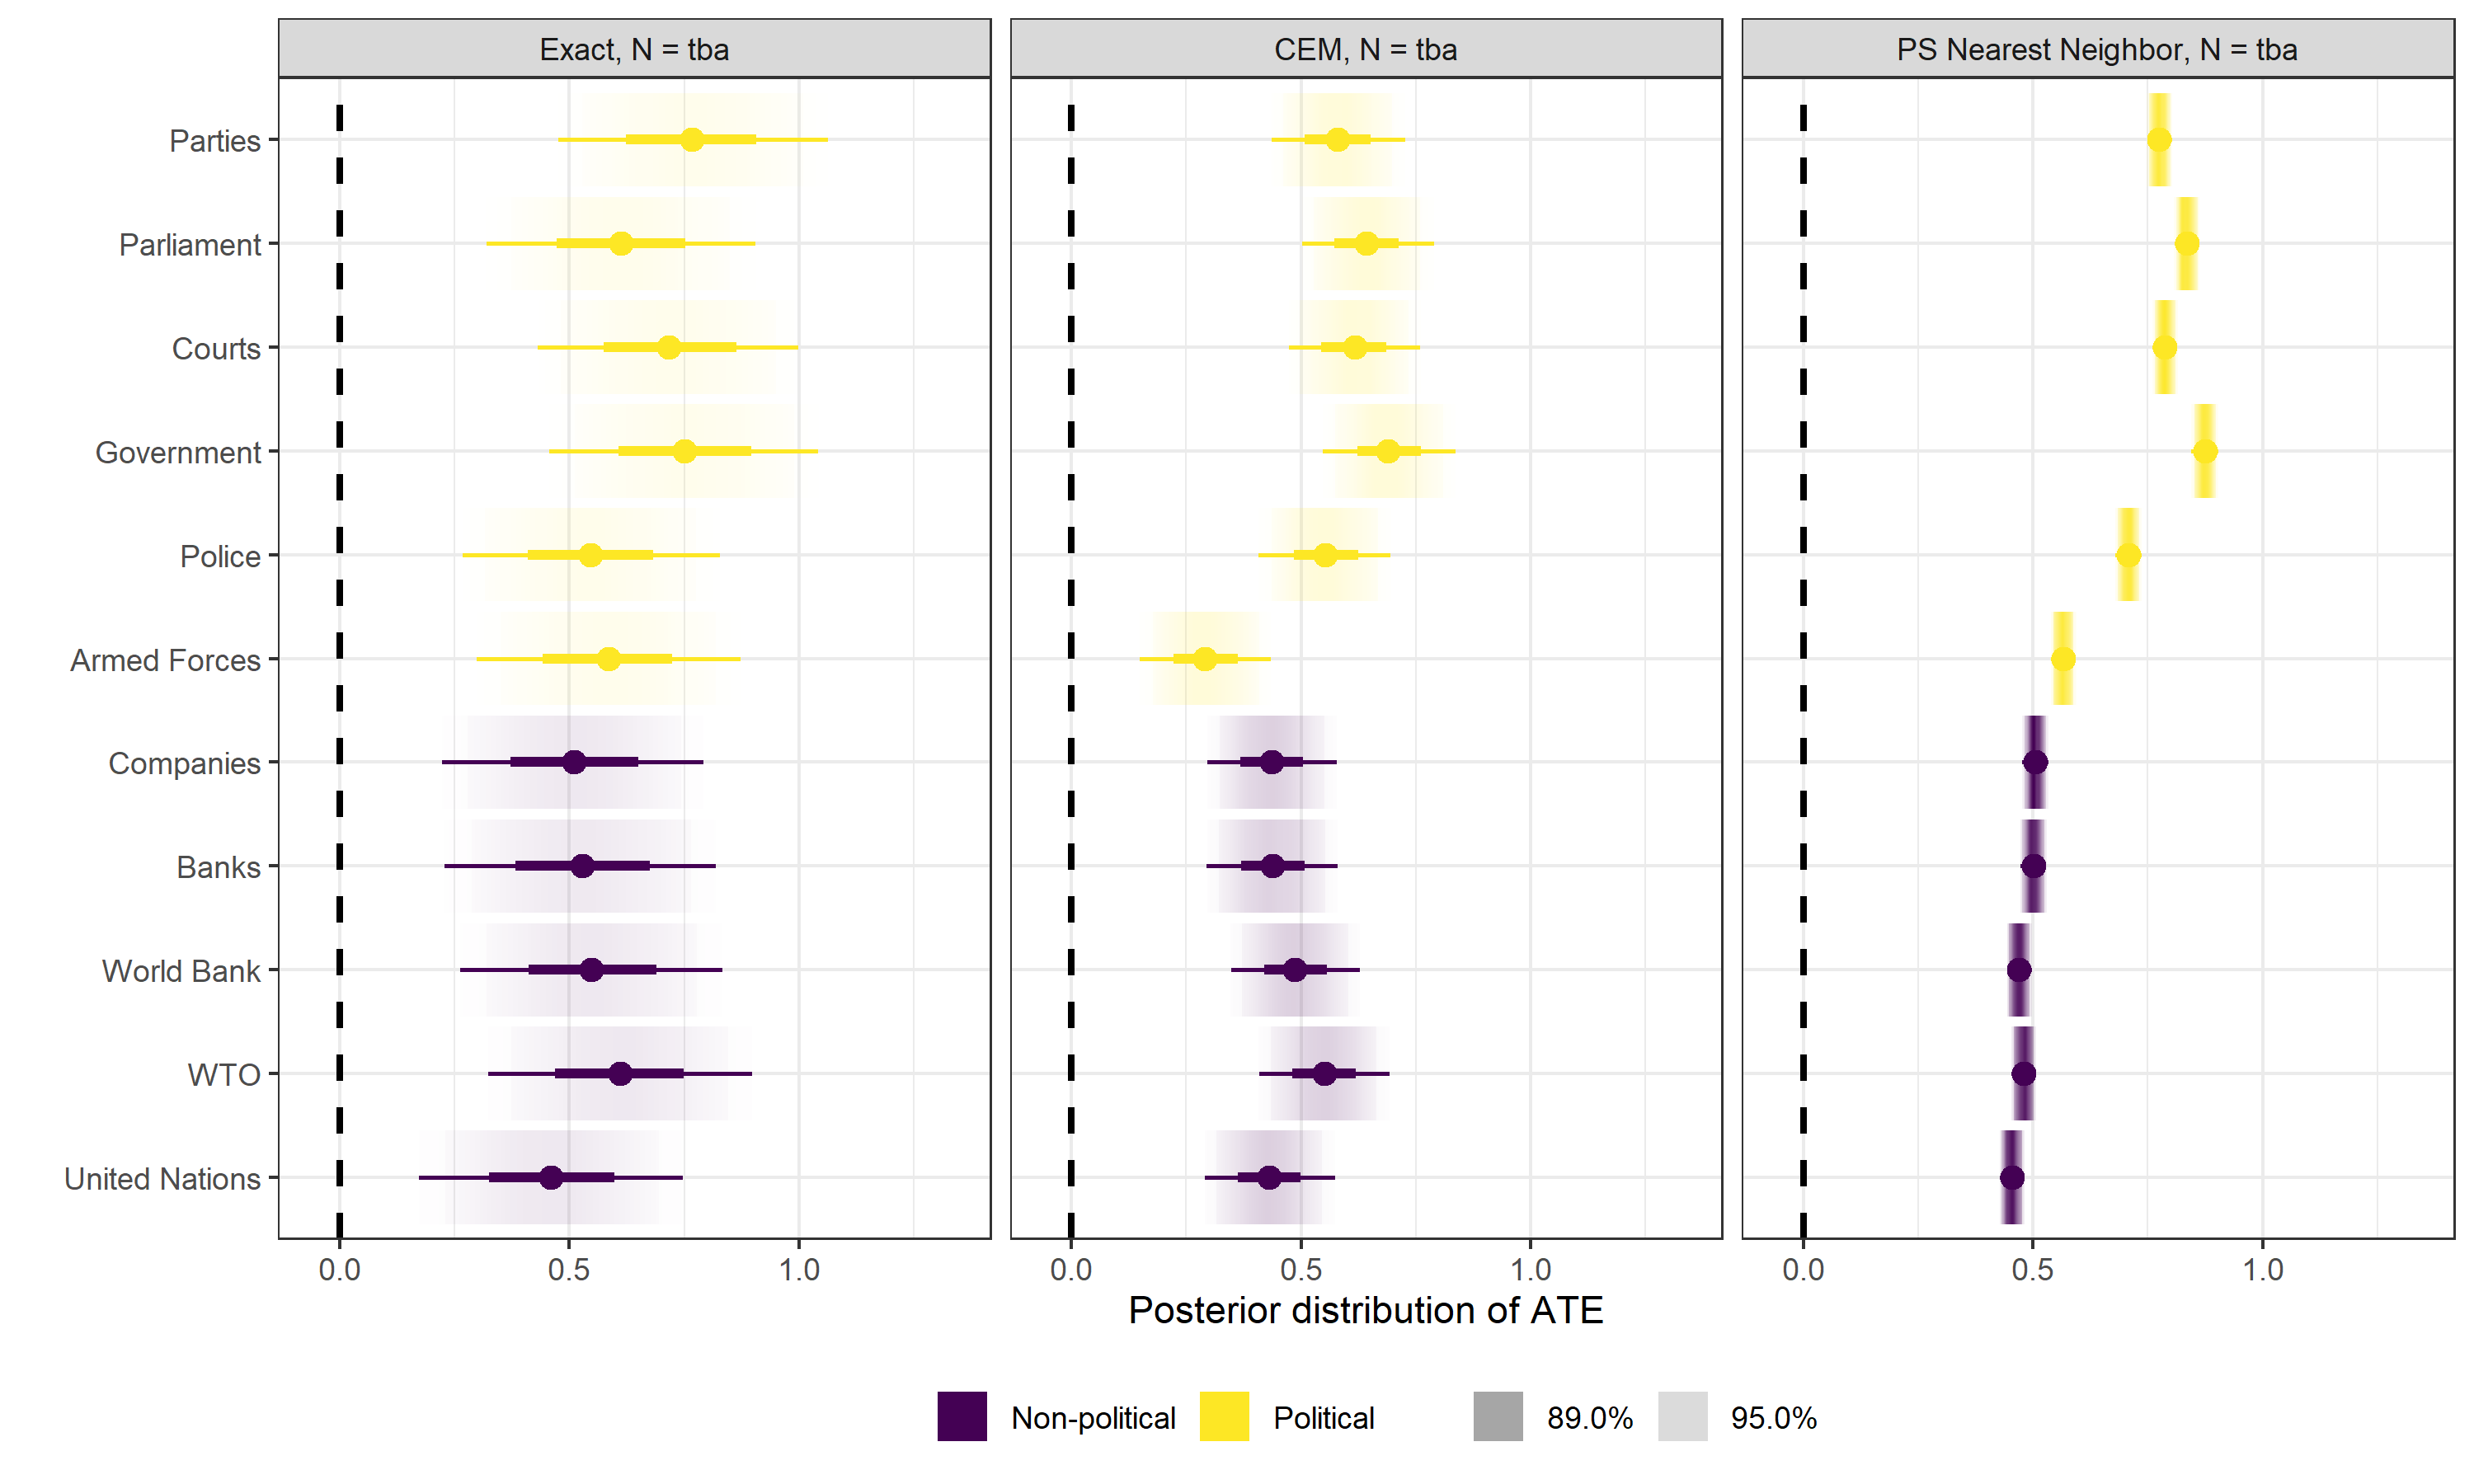 Exact, N = tba
CEM, N = tba
PS Nearest Neighbor, N = tba
Parties
Parliament
Courts
Government
Police
Armed Forces
Companies
Banks
World Bank
WTO
United Nations
0.0 0.5 1.0
0.0 0.5 1.0
0.0 0.5 1.0
Posterior distribution of ATE
Non-political Political 89.0% 95.0%